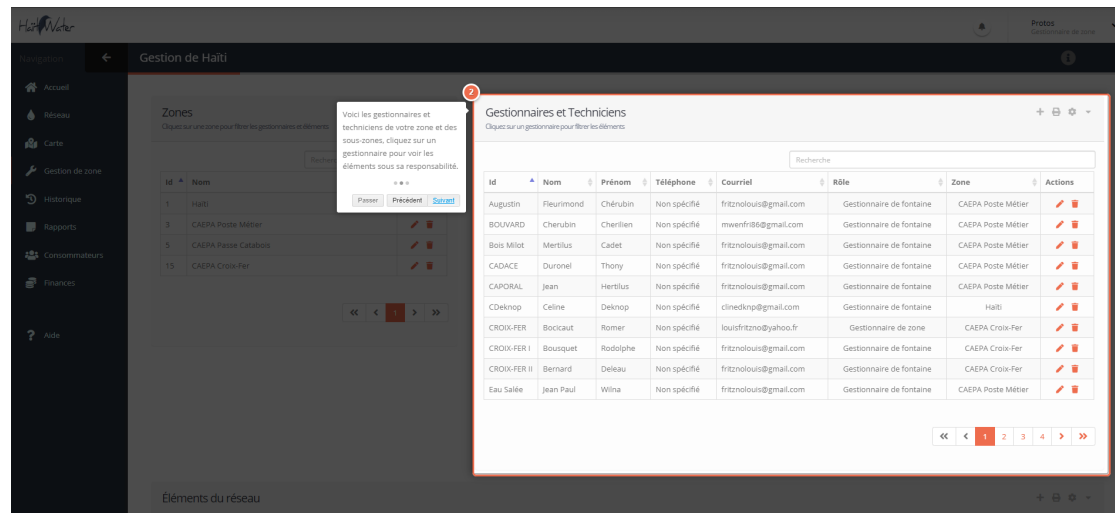 HaïtiWater
Protos
Gestionnaire de zone
Navigation
Gestion de Haïti
Accueil
Réseau
Carte
Gestion de zone
Historique
Rapports
Consommateurs
Finances
Aide
Zones
Cliquez sur une zone pour filtrer les gestionnaires et éléments
Recherche
Id Nom
1 Haïti
3 CAEPA Poste Métier
5 CAEPA Passe Catabois
15 CAEPA Croix-Fer
1
Voici les gestionnaires et
techniciens de votre zone et des
sous-zones, cliquez sur un
gestionnaire pour voir les
éléments sous sa responsabilité.
Passer Précédent Suivant
2
Gestionnaires et Techniciens
Cliquez sur un gestionnaire pour filtrer les éléments
Recherche
Id Nom Prénom Téléphone Courriel Rôle Zone Actions
Augustin Fleurimond Chérubin Non spécifié fritznolouis@gmail.com Gestionnaire de fontaine CAEPA Poste Métier
BOUVARD Cherubin Cherilien Non spécifié mwenfri86@gmail.com Gestionnaire de fontaine CAEPA Poste Métier
Bois Milot Mertilus Cadet Non spécifié fritznolouis@gmail.com Gestionnaire de fontaine CAEPA Poste Métier
CADACE Duronel Thony Non spécifié fritznolouis@gmail.com Gestionnaire de fontaine CAEPA Poste Métier
CAPORAL Jean Hertilus Non spécifié fritznolouis@gmail.com Gestionnaire de fontaine CAEPA Poste Métier
CDeknop Celine Deknop Non spécifié clinedknp@gmail.com Gestionnaire de fontaine Haïti
CROIX-FER Bocicaut Romer Non spécifié louisfritzno@yahoo.fr Gestionnaire de zone CAEPA Croix-Fer
CROIX-FER I Bousquet Rodolphe Non spécifié fritznolouis@gmail.com Gestionnaire de fontaine CAEPA Croix-Fer
CROIX-FER II Bernard Deleau Non spécifié fritznolouis@gmail.com Gestionnaire de fontaine CAEPA Croix-Fer
Eau Salée Jean Paul Wilna Non spécifié fritznolouis@gmail.com Gestionnaire de fontaine CAEPA Poste Métier
1 2 3 4
Éléments du réseau